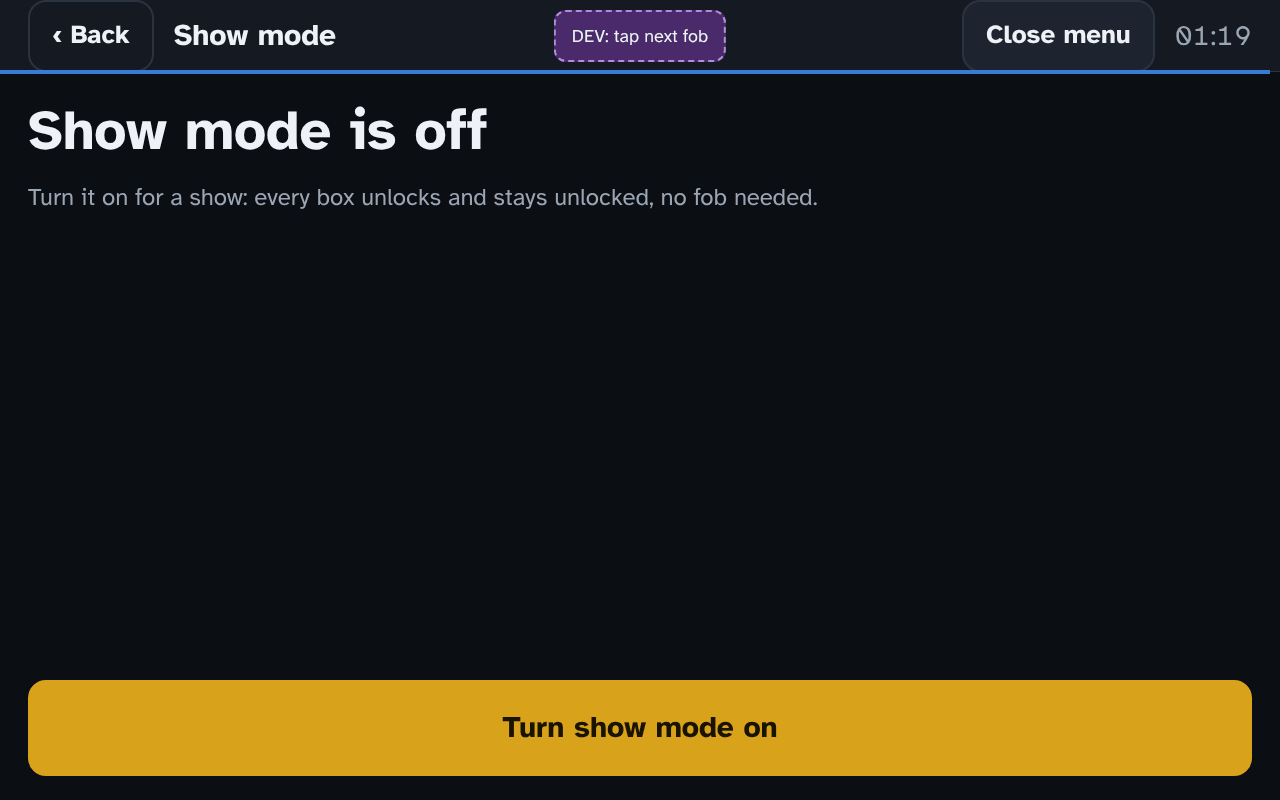 ‹ Back
Show mode
DEV: tap next fob
Close menu
01:19
Show mode is off
Turn it on for a show: every box unlocks and stays unlocked, no fob needed.
Turn show mode on